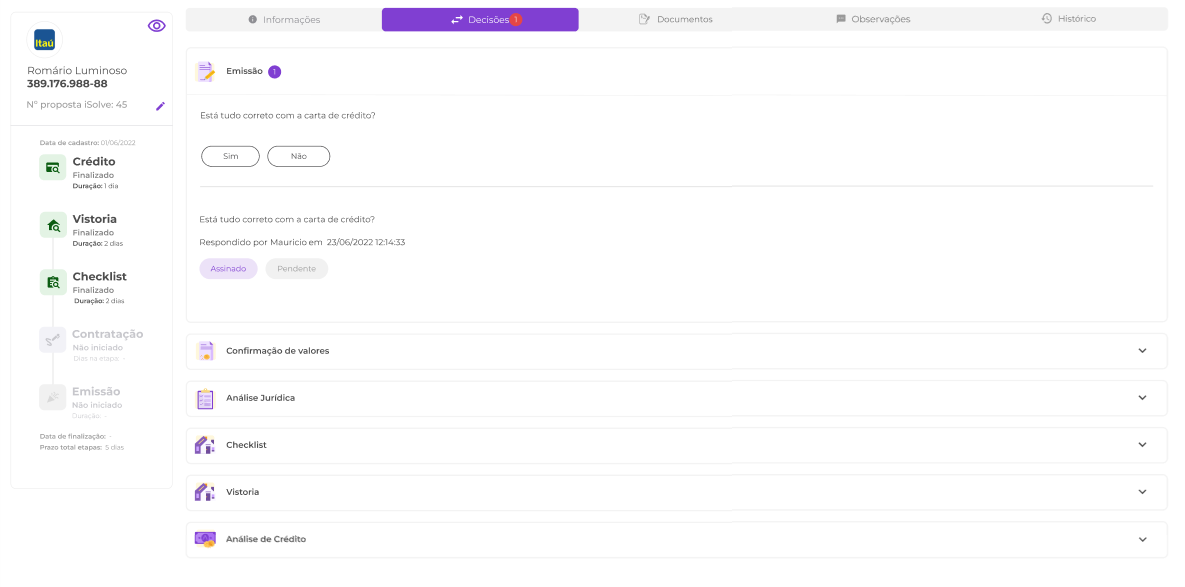 Informações
Decisões 1
Documentos
Observações
Histórico
Itaú
Romário Luminoso
389.176.988-88
Nº proposta iSolve: 45
Data de cadastro: 01/06/2022
Crédito
Finalizado
Duração: 1 dia
Vistoria
Finalizado
Duração: 2 dias
Checklist
Finalizado
Duração: 2 dias
Contratação
Não iniciado
Dias na etapa: -
Emissão
Não iniciado
Duração: -
Data de finalização: -
Prazo total etapas: 5 dias
Emissão 1
Está tudo correto com a carta de crédito?
Sim
Não
Está tudo correto com a carta de crédito?
Respondido por Mauricio em 23/06/2022 12:14:33
Assinado
Pendente
Confirmação de valores
Análise Jurídica
Checklist
Vistoria
Análise de Crédito